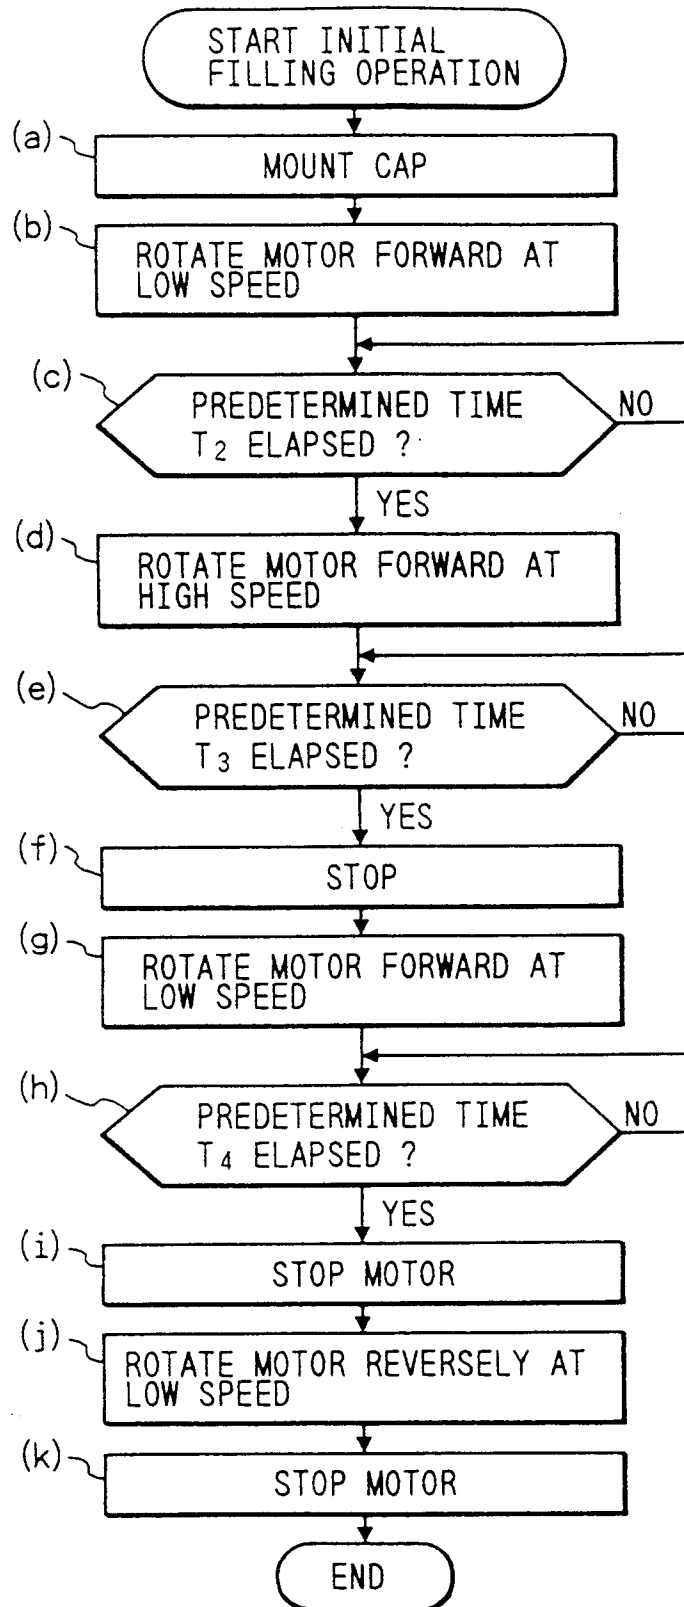 START INITIAL
FILLING OPERATION
(a)
MOUNT CAP
(b)
ROTATE MOTOR FORWARD AT
LOW SPEED
(c)
PREDETERMINED TIME
T2 ELAPSED ?
NO
YES
(d)
ROTATE MOTOR FORWARD AT
HIGH SPEED
(e)
PREDETERMINED TIME
T3 ELAPSED ?
NO
YES
(f)
STOP
(g)
ROTATE MOTOR FORWARD AT
LOW SPEED
(h)
PREDETERMINED TIME
T4 ELAPSED ?
NO
YES
(i)
STOP MOTOR
(j)
ROTATE MOTOR REVERSELY AT
LOW SPEED
(k)
STOP MOTOR
END